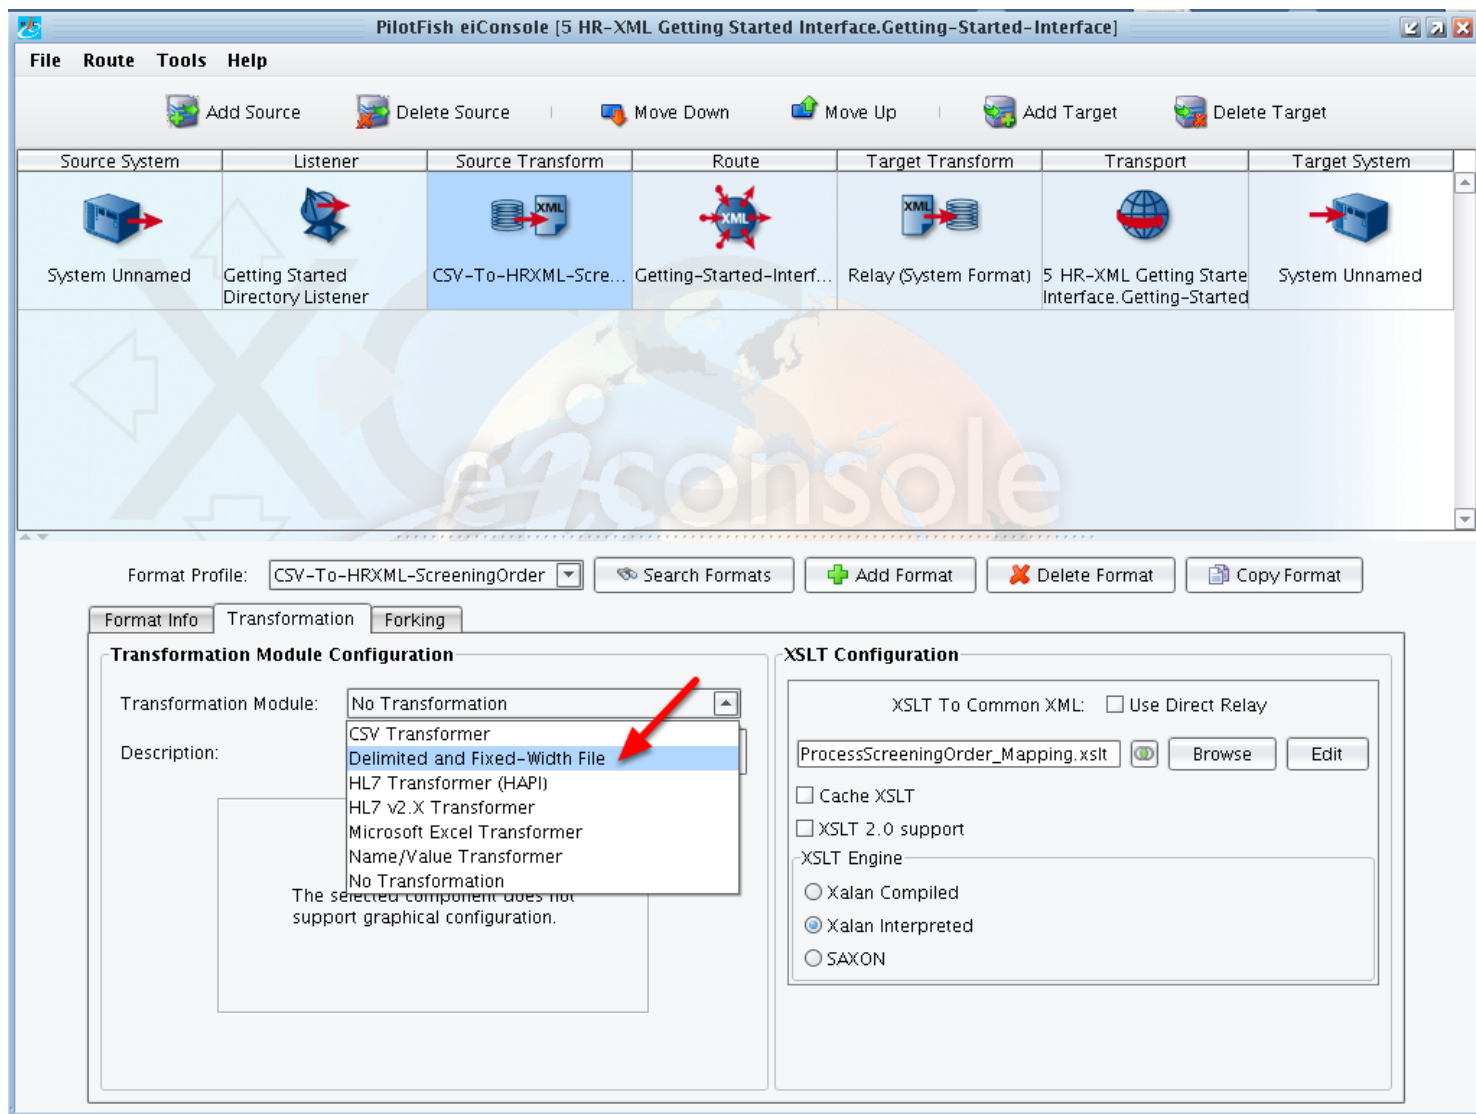 PilotFish eiConsole [5 HR-XML Getting Started Interface.Getting-Started-Interface]
File Route Tools Help
Add Source Delete Source Move Down Move Up Add Target Delete Target
Source System Listener Source Transform Route Target Transform Transport Target System
XML XML XML
System Unnamed Getting Started CSV-To-HRXML-Scre... Getting-Started-Interf... Relay (System Format) 5 HR-XML Getting Starte System Unnamed
Directory Listener Interface.Getting-Started
XCS
eiconsole
Format Profile: CSV-To-HRXML-ScreeningOrder Search Formats Add Format Delete Format Copy Format
Format Info Transformation Forking
Transformation Module Configuration XSLT Configuration
Transformation Module: No Transformation XSLT To Common XML: Use Direct Relay
CSV Transformer
Description: Delimited and Fixed-Width File ProcessScreeningOrder_Mapping.xslt Browse Edit
HL7 Transformer (HAPI)
HL7 v2.X Transformer Cache XSLT
Microsoft Excel Transformer XSLT 2.0 support
Name/Value Transformer XSLT Engine
No Transformation
The selected component does not Xalan Compiled
support graphical configuration. Xalan Interpreted
SAXON